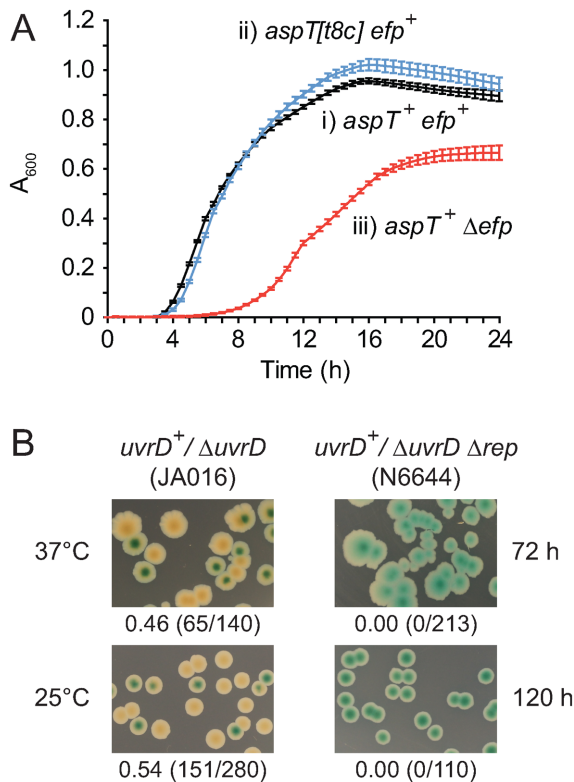 A
ii) aspT[t8c] efp+
i) aspT+ efp+
iii) aspT+ Δefp
A600
1.2
1.0
0.8
0.6
0.4
0.2
0
0 4 8 12 16 20 24
Time (h)
B
uvrD+/ ΔuvrD
(JA016)
uvrD+/ ΔuvrD Δrep
(N6644)
37°C
72 h
0.46 (65/140)
0.00 (0/213)
25°C
120 h
0.54 (151/280)
0.00 (0/110)